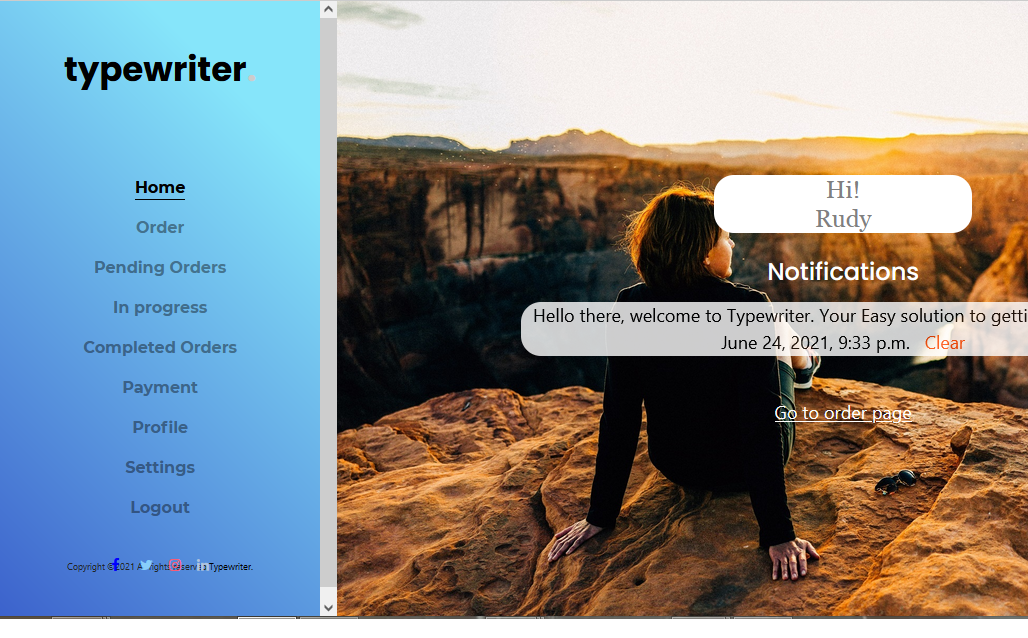 typewriter.
Home
Order
Pending Orders
In progress
Completed Orders
Payment
Profile
Settings
Logout
Copyright ©2021 All rights reserved Typewriter.
Hi!
Rudy
Notifications
Hello there, welcome to Typewriter. Your Easy solution to getti
June 24, 2021, 9:33 p.m. Clear
Go to order page